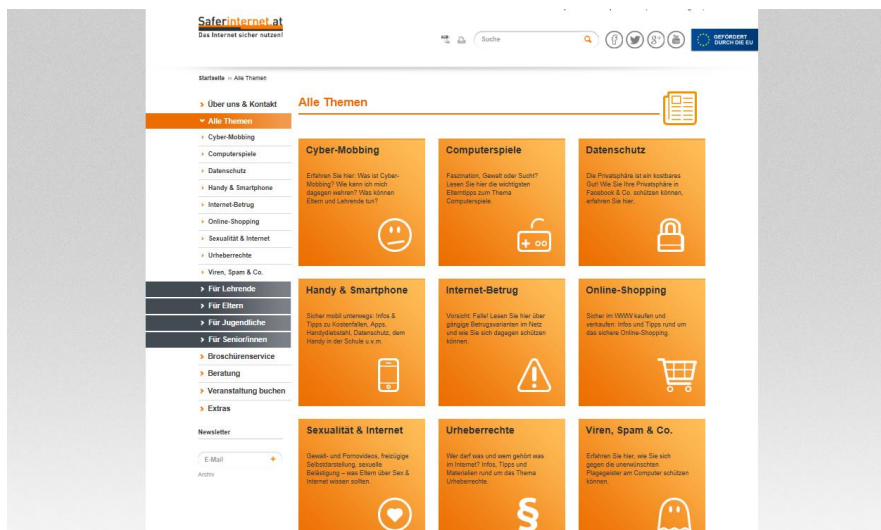 Saferinternet.at
Das Internet sicher nutzen!
Suche
GEFÖRDERT
DURCH DIE EU
Startseite » Alle Themen
Über uns & Kontakt
Alle Themen
Cyber-Mobbing
Computerspiele
Datenschutz
Handy & Smartphone
Internet-Betrug
Online-Shopping
Sexualität & Internet
Urheberrechte
Viren, Spam & Co.
Für Lehrende
Für Eltern
Für Jugendliche
Für Senior/innen
Broschürenservice
Beratung
Veranstaltung buchen
Extras
Newsletter
E-Mail
Archiv
Alle Themen
Cyber-Mobbing
Erfahren Sie hier: Was ist Cyber-
Mobbing? Wie kann ich mich
dagegen wehren? Was können
Eltern und Lehrende tun?
Computerspiele
Faszination, Gewalt oder Sucht?
Lesen Sie hier die wichtigsten
Elterntipps zum Thema
Computerspiele.
Datenschutz
Die Privatsphäre ist ein kostbares
Gut! Wie Sie Ihre Privatsphäre in
Facebook & Co. schützen können,
erfahren Sie hier.
Handy & Smartphone
Sicher mobil unterwegs: Infos &
Tipps zu Kostenfallen, Apps,
Handydiebstahl, Datenschutz, dem
Handy in der Schule u.v.m.
Internet-Betrug
Vorsicht: Falle! Lesen Sie hier über
gängige Betrugsvarianten im Netz
und wie Sie sich dagegen schützen
können.
Online-Shopping
Sicher im WWW kaufen und
verkaufen: Infos und Tipps rund um
das sichere Online-Shopping.
Sexualität & Internet
Gewalt- und Pornovideos, freizügige
Selbstdarstellung, sexuelle
Belästigung – was Eltern über Sex &
Internet wissen sollten.
Urheberrechte
Wer darf was und wem gehört was
im Internet? Infos, Tipps und
Materialien rund um das Thema
Urheberrechte.
§
Viren, Spam & Co.
Erfahren Sie hier, wie Sie sich
gegen die unerwünschten
Plagegeister am Computer schützen
können.